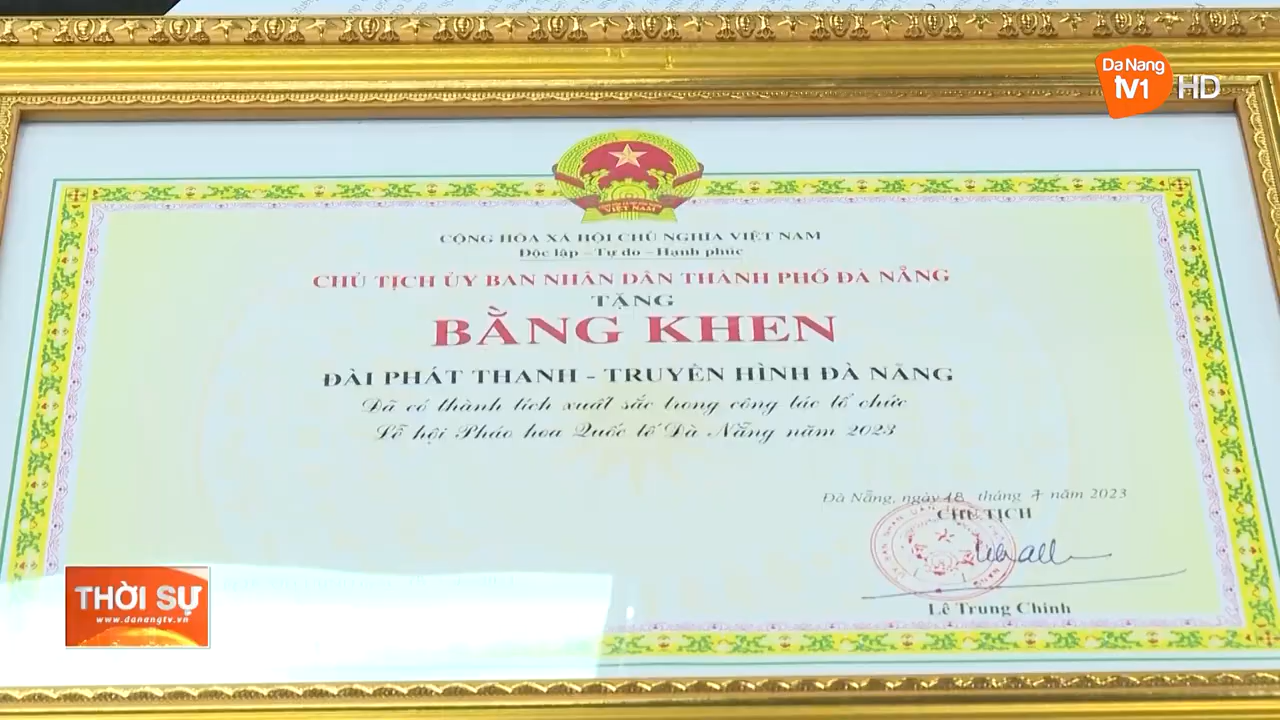 Da Nang
TV1 HD
VIỆT NAM
CỘNG HÒA XÃ HỘI CHỦ NGHĨA VIỆT NAM
Độc lập - Tự do - Hạnh phúc
CHỦ TỊCH ỦY BAN NHÂN DÂN THÀNH PHỐ ĐÀ NẴNG
TẶNG
BẰNG KHEN
ĐÀI PHÁT THANH - TRUYỀN HÌNH ĐÀ NẴNG
Đã có thành tích xuất sắc trong công tác tổ chức
Lễ hội Pháo hoa Quốc tế Đà Nẵng năm 2023
Đà Nẵng, ngày 18 tháng 7 năm 2023
CHỦ TỊCH
Lê Trung Chinh
THỜI SỰ
www.danangtv.vn